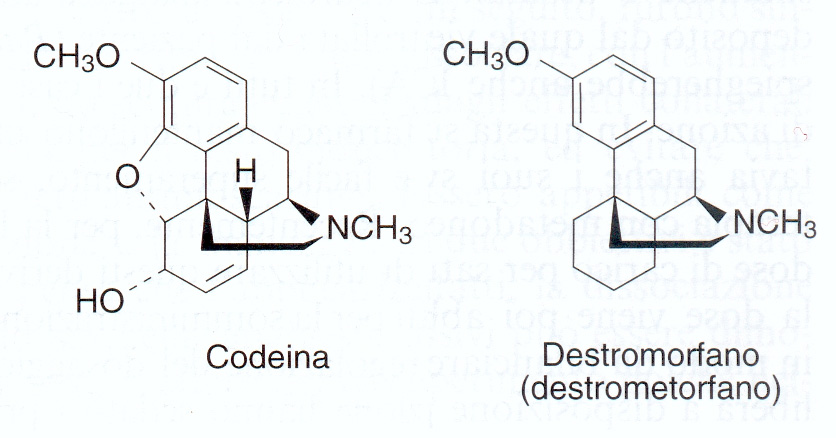 CH3O
O
H
NCH3
HO
Codeina
CH3O
NCH3
Destromorfano
(destrometorfano)